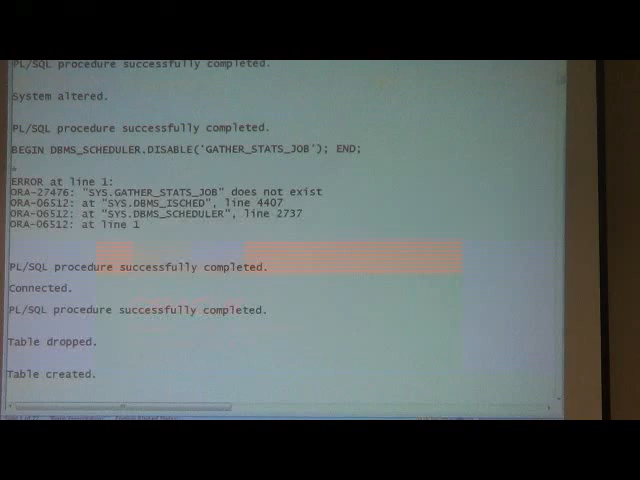 PL/SQL procedure successfully completed.
System altered.
PL/SQL procedure successfully completed.
BEGIN DBMS_SCHEDULER.DISABLE('GATHER_STATS_JOB'); END;
*
ERROR at line 1:
ORA-27476: "SYS.GATHER_STATS_JOB" does not exist
ORA-06512: at "SYS.DBMS_ISCHED", line 4407
ORA-06512: at "SYS.DBMS_SCHEDULER", line 2737
ORA-06512: at line 1
PL/SQL procedure successfully completed.
Connected.
PL/SQL procedure successfully completed.
Table dropped.
Table created.